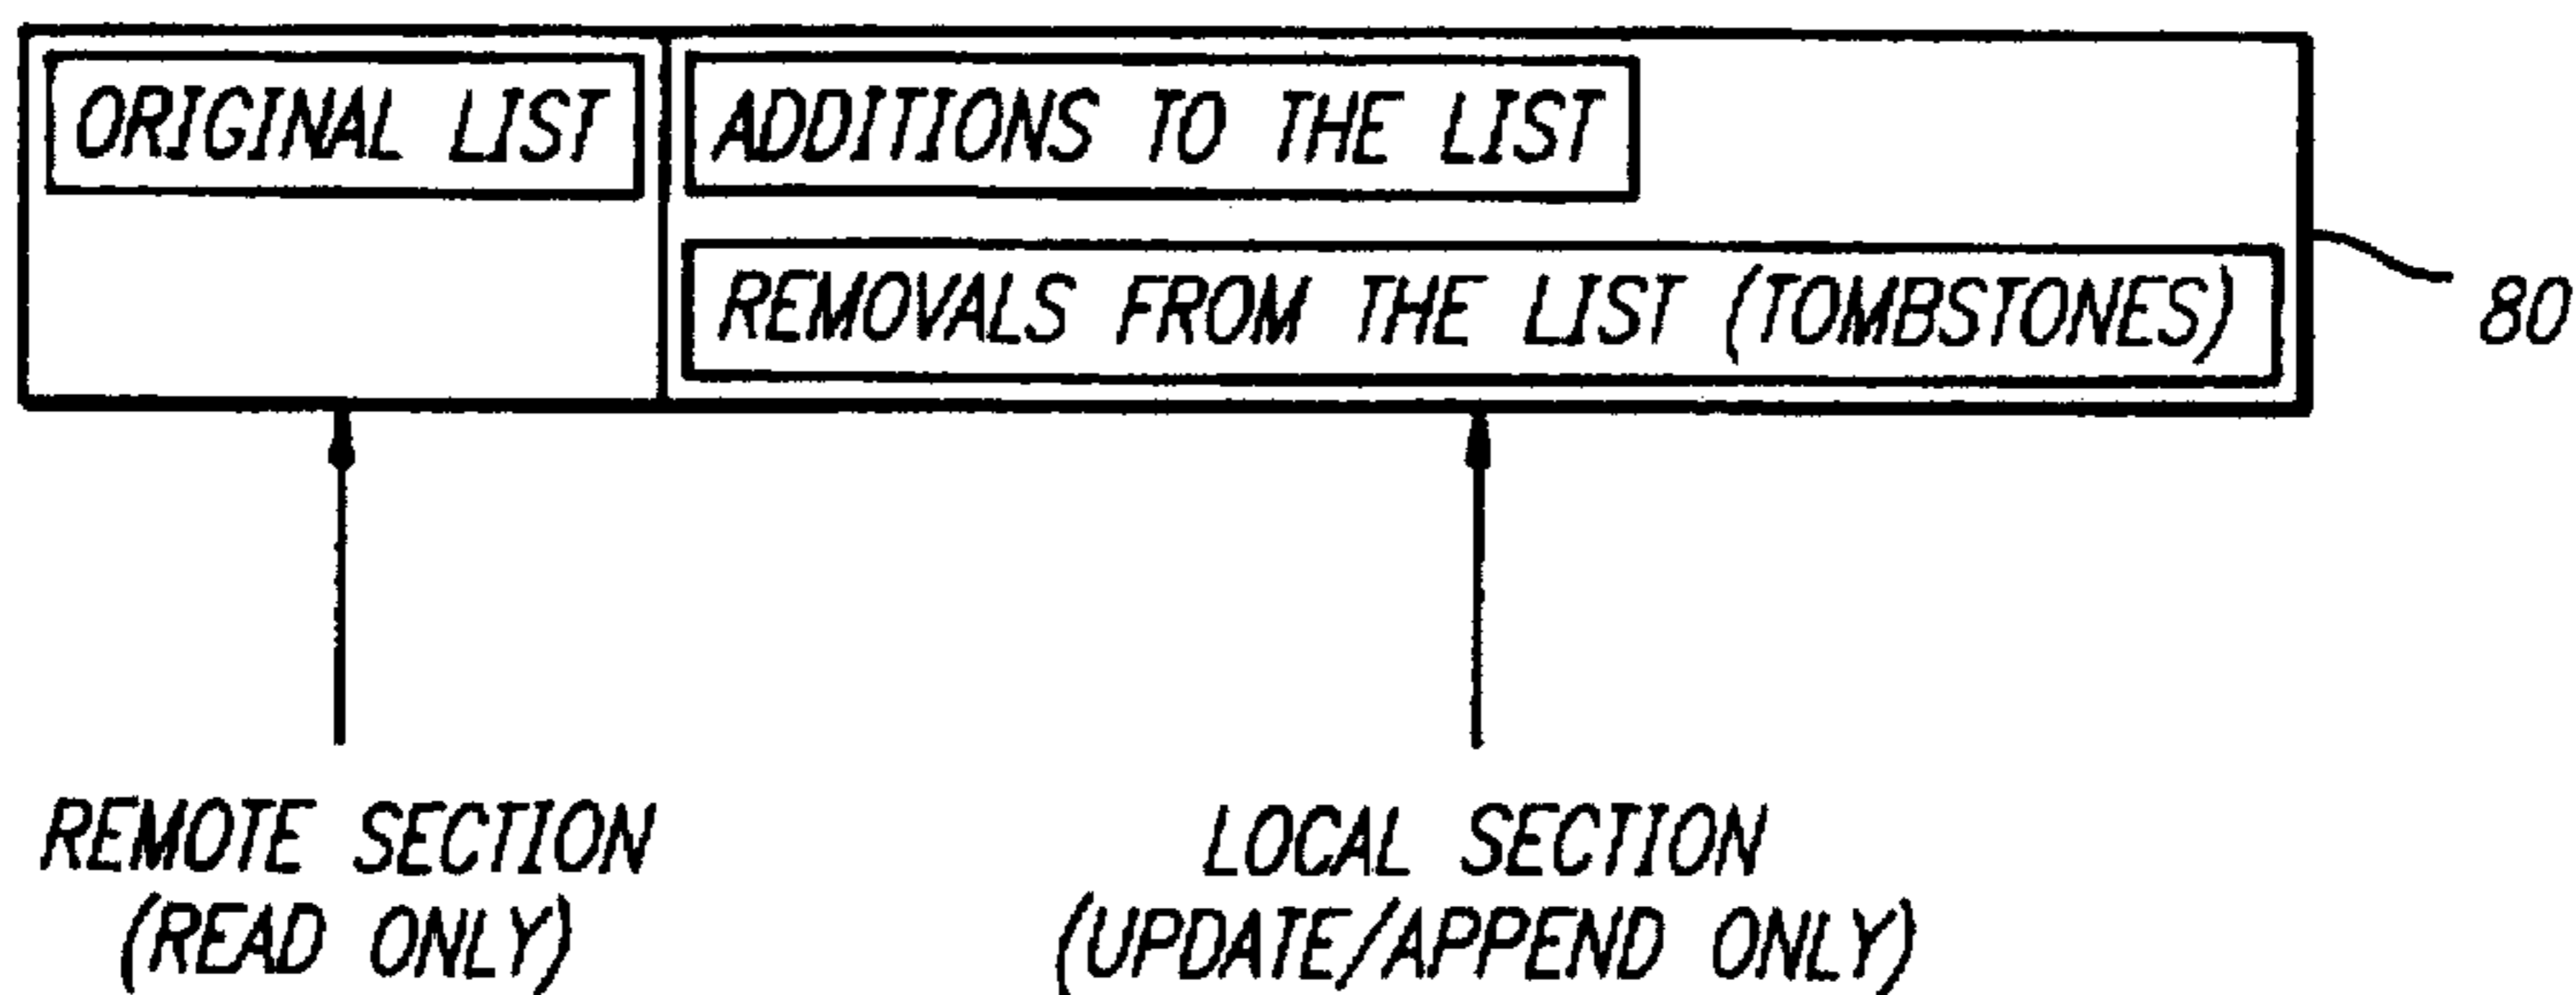 ORIGINAL LIST
ADDITIONS TO THE LIST
REMOVALS FROM THE LIST (TOMBSTONES)
80
REMOTE SECTION
(READ ONLY)
LOCAL SECTION
(UPDATE/APPEND ONLY)